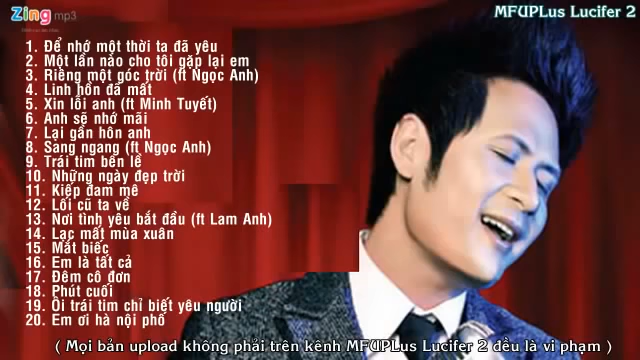 Zing mp3
MFUPLus Lucifer 2
1. Để nhớ một thời ta đã yêu
2. Một lần nào cho tôi gặp lại em
3. Riêng một góc trời (ft Ngọc Anh)
4. Linh hồn đã mất
5. Xin lỗi anh (ft Minh Tuyết)
6. Anh sẽ nhớ mãi
7. Lại gần hôn anh
8. Sang ngang (ft Ngọc Anh)
9. Trái tim bên lề
10. Những ngày đẹp trời
11. Kiếp đam mê
12. Lối cũ ta về
13. Nơi tình yêu bắt đầu (ft Lam Anh)
14. Lạc mất mùa xuân
15. Mắt biếc
16. Em là tất cả
17. Đêm cô đơn
18. Phút cuối
19. Ôi trái tim chỉ biết yêu người
20. Em ơi hà nội phố
( Mọi bản upload không phải trên kênh MFUPLus Lucifer 2 đều là vi phạm )